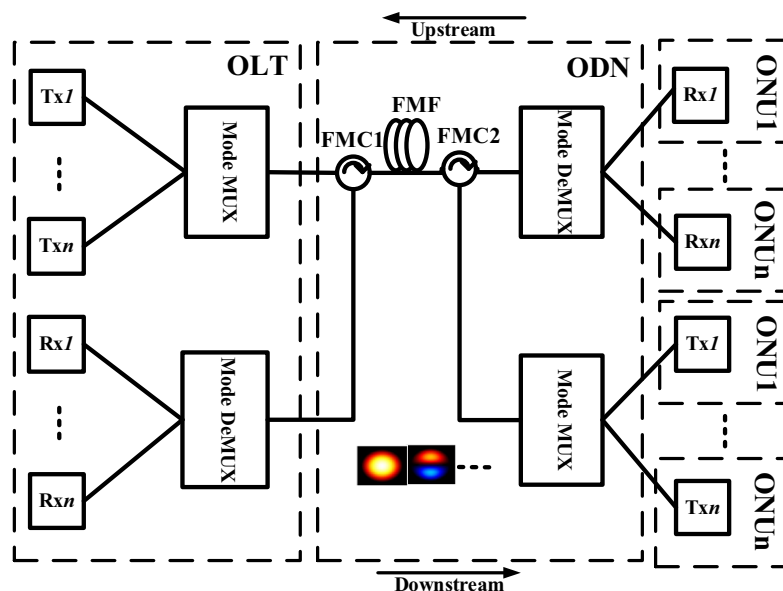 Upstream
OLT
ODN
Tx1
Txn
Mode MUX
FMC1
FMF
FMC2
Mode DeMUX
Rx1
ONU1
Rxn
ONUn
Rx1
Rxn
Mode DeMUX
Mode MUX
Tx1
ONU1
Txn
ONUn
Downstream